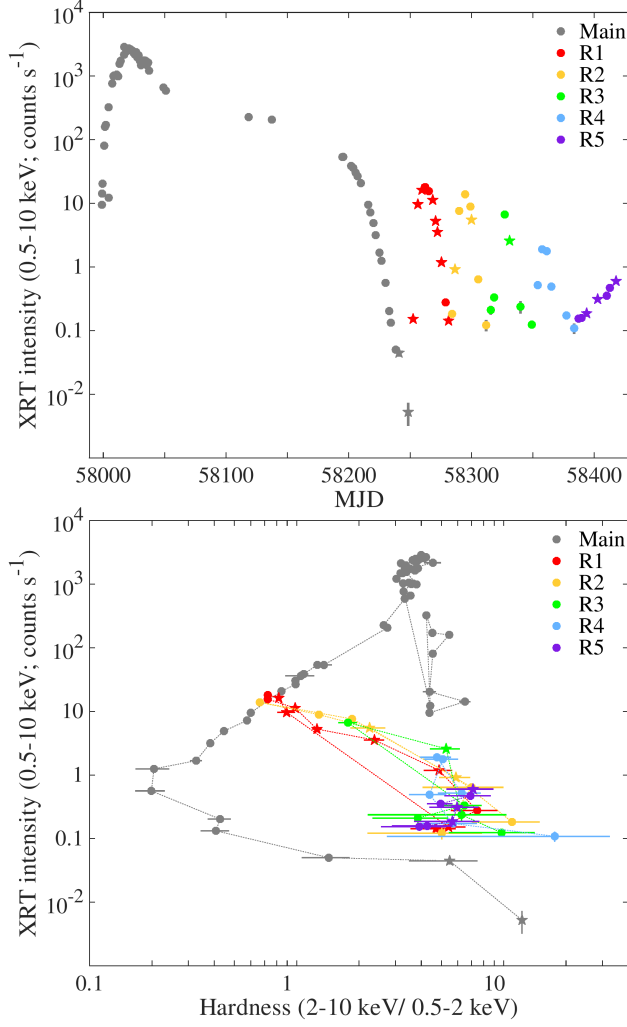 10^4
10^3
10^2
10
1
0.1
10^-2
XRT intensity (0.5-10 keV; counts s^-1)
Main
R1
R2
R3
R4
R5
58000
58100
58200
58300
58400
MJD
10^4
10^3
10^2
10
1
0.1
10^-2
XRT intensity (0.5-10 keV; counts s^-1)
Main
R1
R2
R3
R4
R5
0.1
1
10
Hardness (2-10 keV/ 0.5-2 keV)